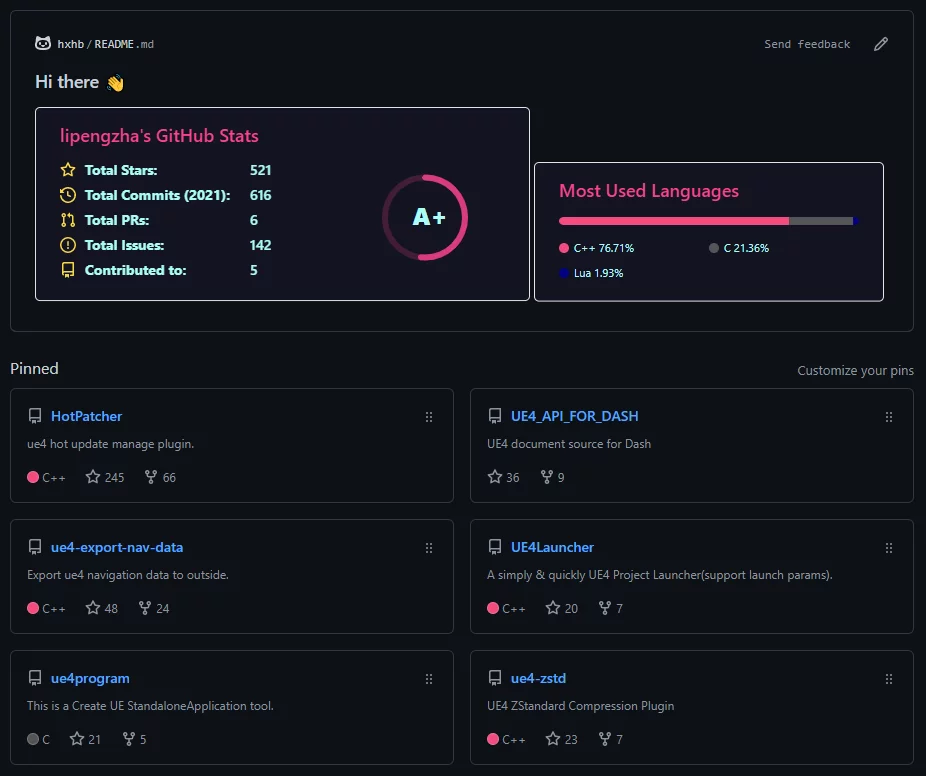 hxhb/README.md
Send feedback
Hi there 👋
lipengzha's GitHub Stats
Total Stars: 521
Total Commits (2021): 616
Total PRs: 6
Total Issues: 142
Contributed to: 5
A+
Most Used Languages
C++ 76.71% C 21.36%
Lua 1.93%
Pinned
Customize your pins
HotPatcher
ue4 hot update manage plugin.
C++ 245 66
UE4_API_FOR_DASH
UE4 document source for Dash
36 9
ue4-export-nav-data
Export ue4 navigation data to outside.
C++ 48 24
UE4Launcher
A simply & quickly UE4 Project Launcher(support launch params).
C++ 20 7
ue4program
This is a Create UE StandaloneApplication tool.
C 21 5
ue4-zstd
UE4 ZStandard Compression Plugin
C++ 23 7